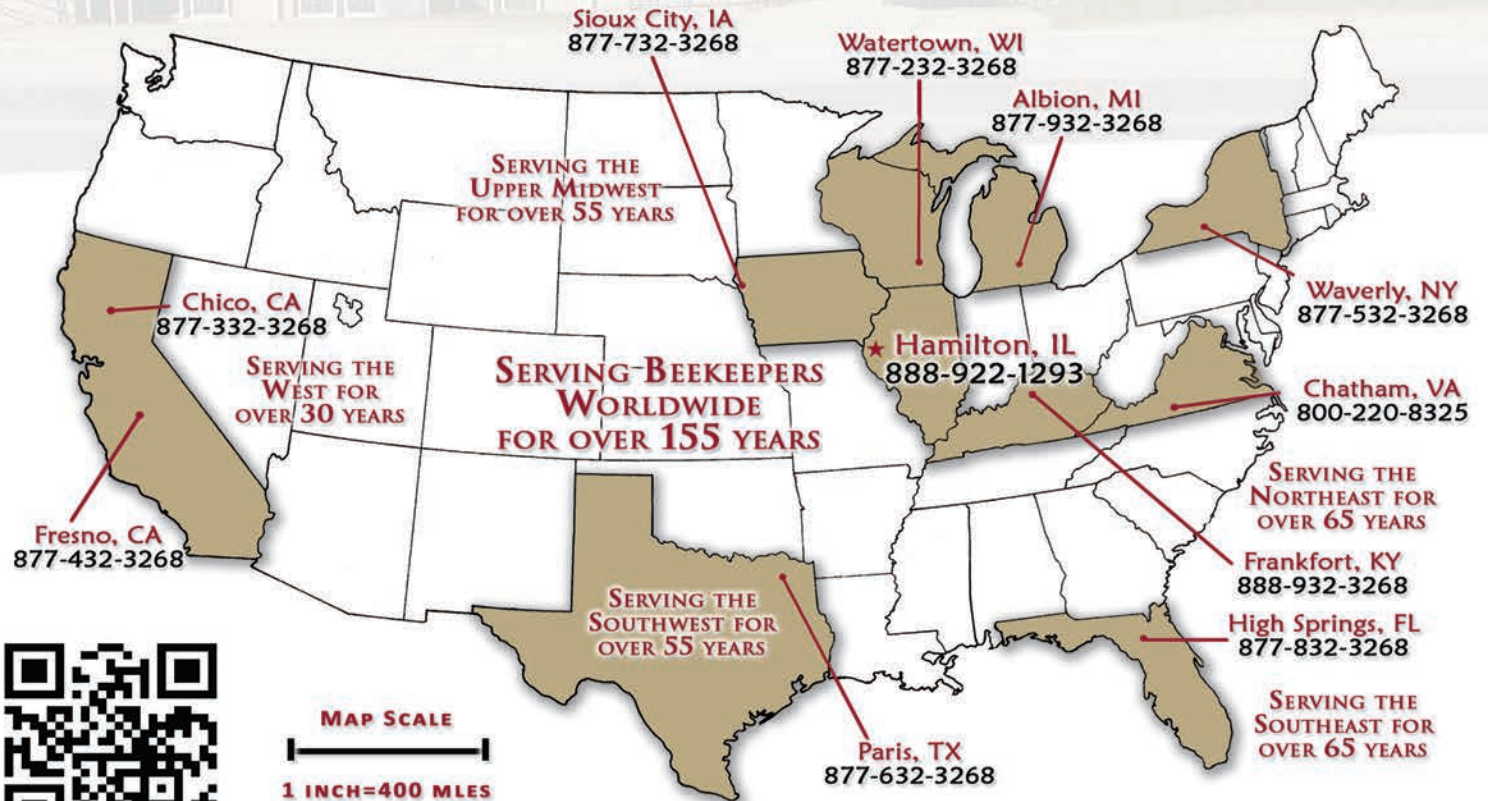 Sioux City, IA
877-732-3268
Watertown, WI
877-232-3268
Albion, MI
877-932-3268
SERVING THE
UPPER MIDWEST
FOR OVER 55 YEARS
Waverly, NY
877-532-3268
Chico, CA
877-332-3268
Hamilton, IL
888-922-1293
SERVING THE
WEST FOR
OVER 30 YEARS
SERVING BEEKEEPERS
WORLDWIDE
FOR OVER 155 YEARS
Chatham, VA
800-220-8325
SERVING THE
NORTHEAST FOR
OVER 65 YEARS
Fresno, CA
877-432-3268
Frankfort, KY
888-932-3268
SERVING THE
SOUTHWEST FOR
OVER 55 YEARS
High Springs, FL
877-832-3268
SERVING THE
SOUTHEAST FOR
OVER 65 YEARS
Paris, TX
877-632-3268
MAP SCALE
1 INCH=400 MLES